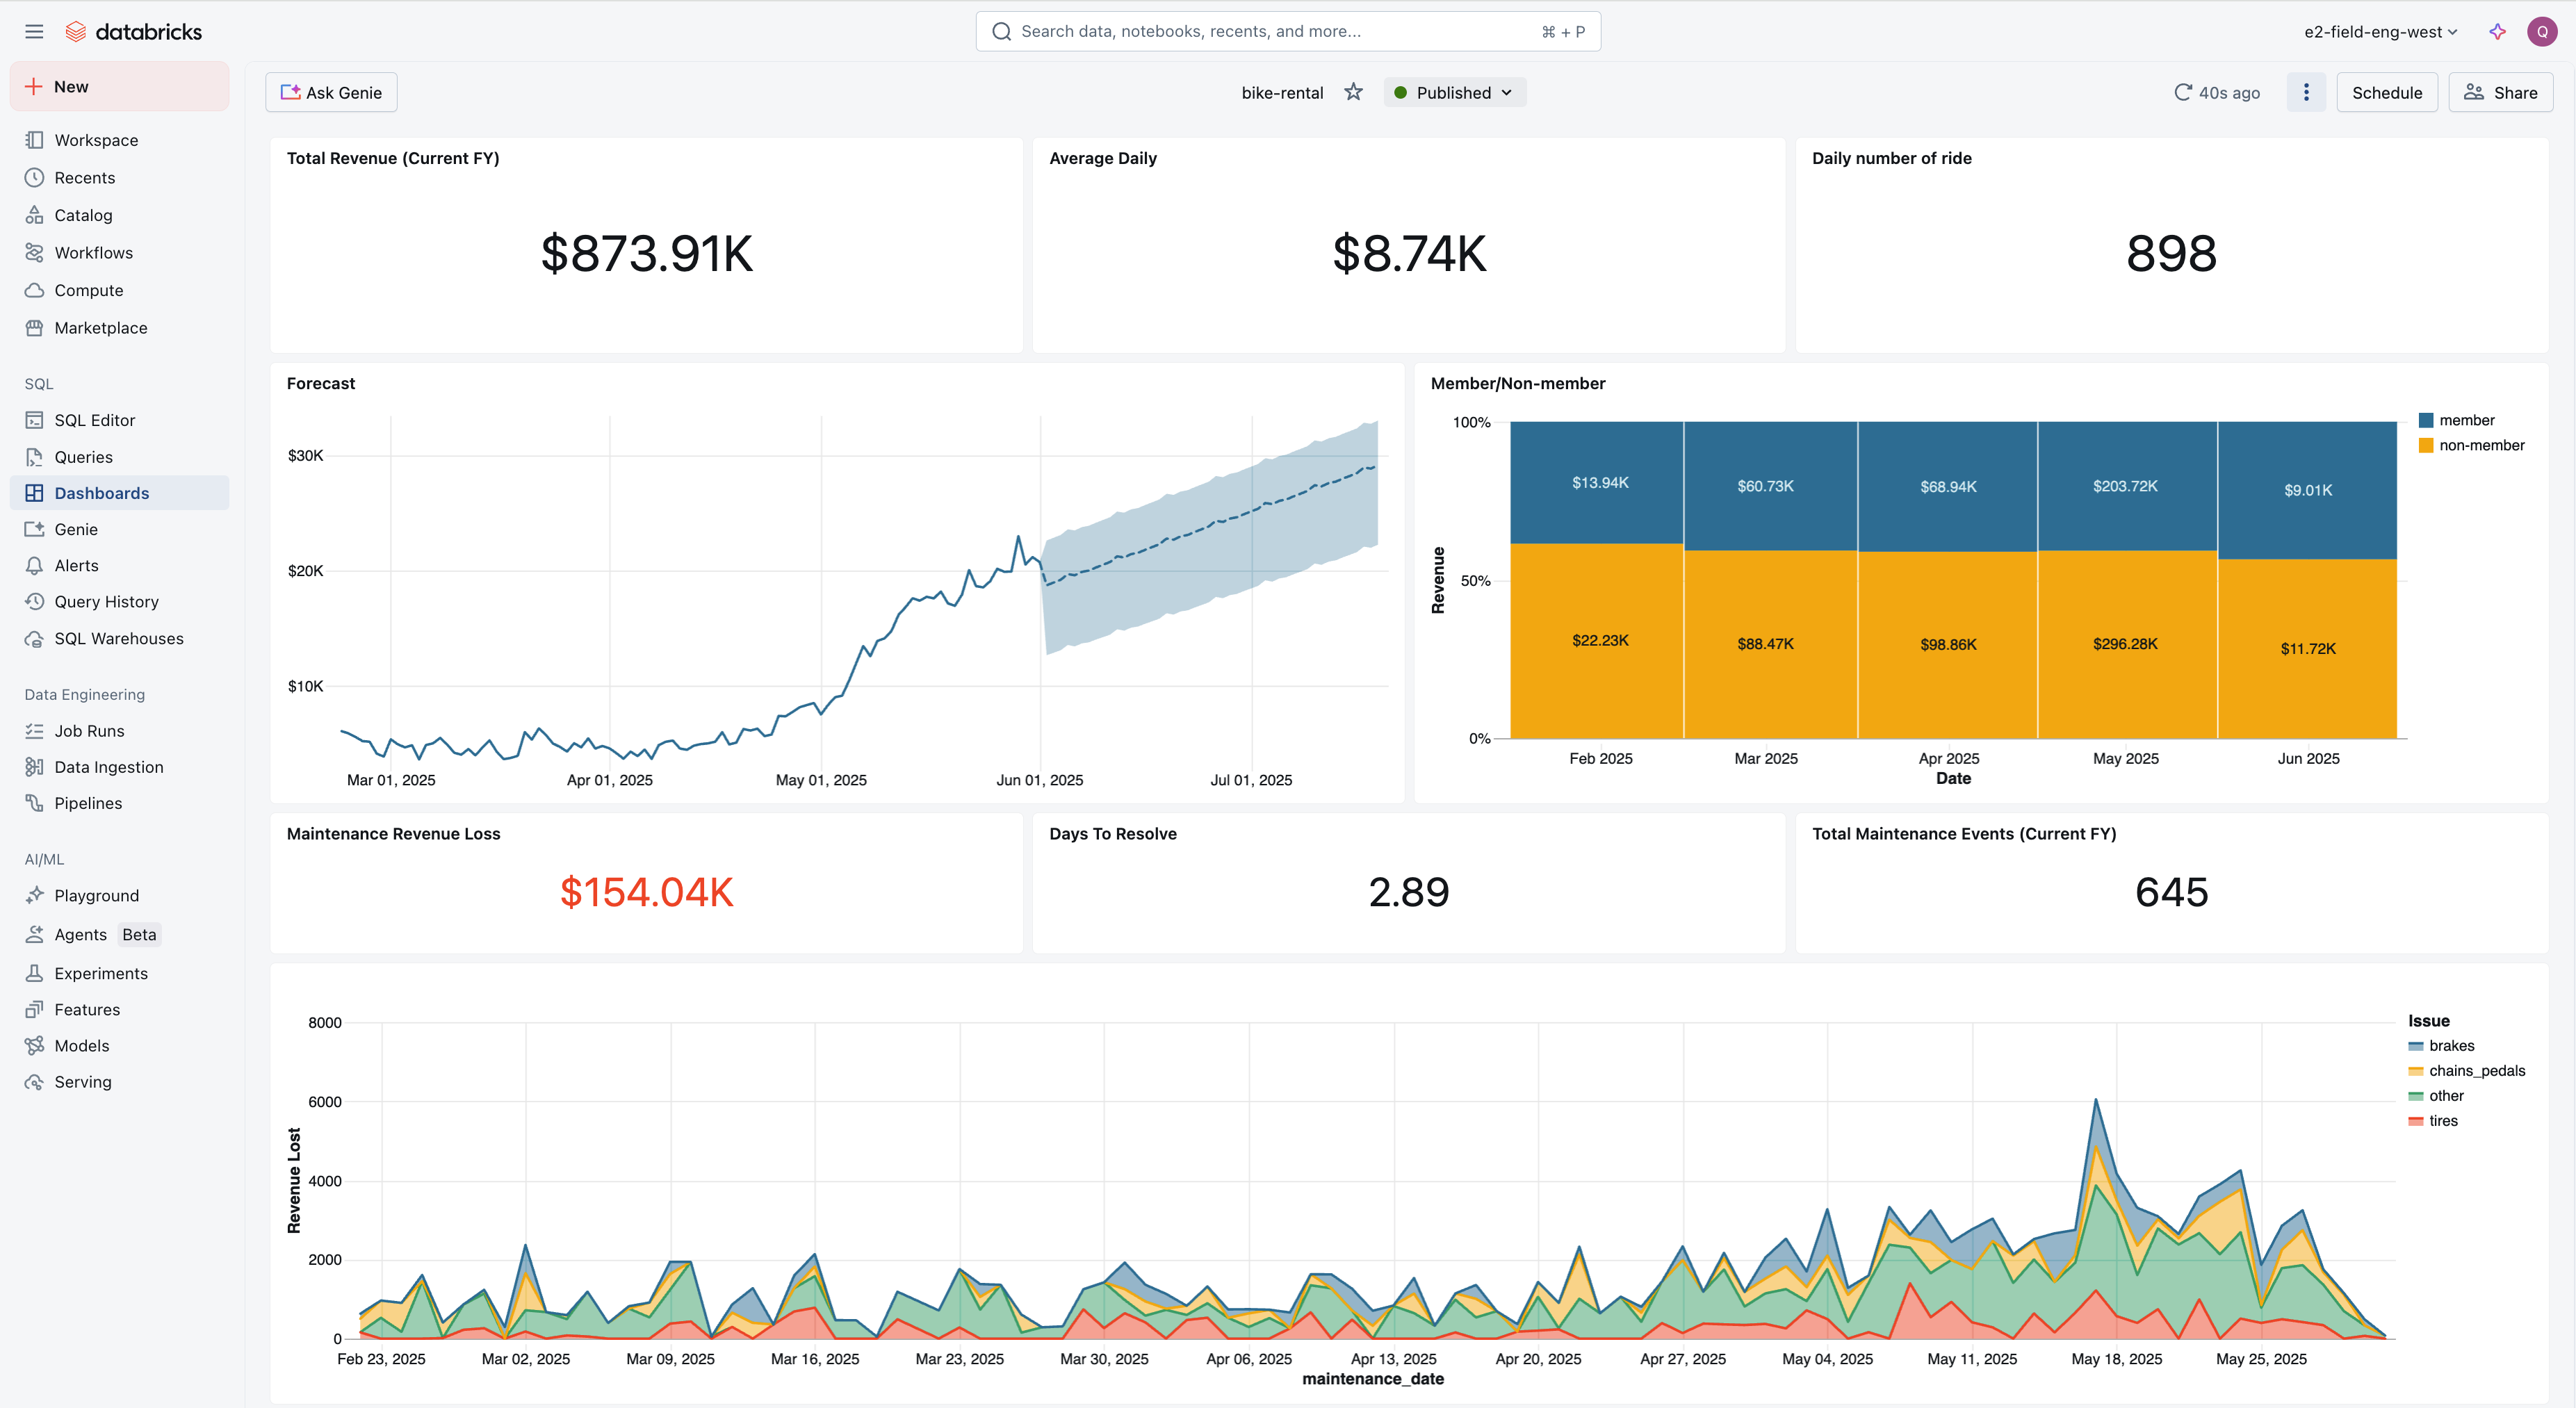 databricks
Search data, notebooks, recents, and more...
⌘ + P
e2-field-eng-west
Q
New
Workspace
Recents
Catalog
Workflows
Compute
Marketplace
SQL
SQL Editor
Queries
Dashboards
Genie
Alerts
Query History
SQL Warehouses
Data Engineering
Job Runs
Data Ingestion
Pipelines
AI/ML
Playground
Agents Beta
Experiments
Features
Models
Serving
Ask Genie
bike-rental
Published
40s ago
Schedule
Share
Total Revenue (Current FY)
$873.91K
Average Daily
$8.74K
Daily number of ride
898
Forecast
$30K
$20K
$10K
Mar 01, 2025 Apr 01, 2025 May 01, 2025 Jun 01, 2025 Jul 01, 2025
Member/Non-member
Revenue
100%
50%
0%
$13.94K $60.73K $68.94K $203.72K $9.01K
$22.23K $88.47K $98.86K $296.28K $11.72K
Feb 2025 Mar 2025 Apr 2025 May 2025 Jun 2025
Date
member
non-member
Maintenance Revenue Loss
$154.04K
Days To Resolve
2.89
Total Maintenance Events (Current FY)
645
Revenue Lost
8000
6000
4000
2000
0
Feb 23, 2025 Mar 02, 2025 Mar 09, 2025 Mar 16, 2025 Mar 23, 2025 Mar 30, 2025 Apr 06, 2025 Apr 13, 2025 Apr 20, 2025 Apr 27, 2025 May 04, 2025 May 11, 2025 May 18, 2025 May 25, 2025
maintenance_date
Issue
brakes
chains_pedals
other
tires